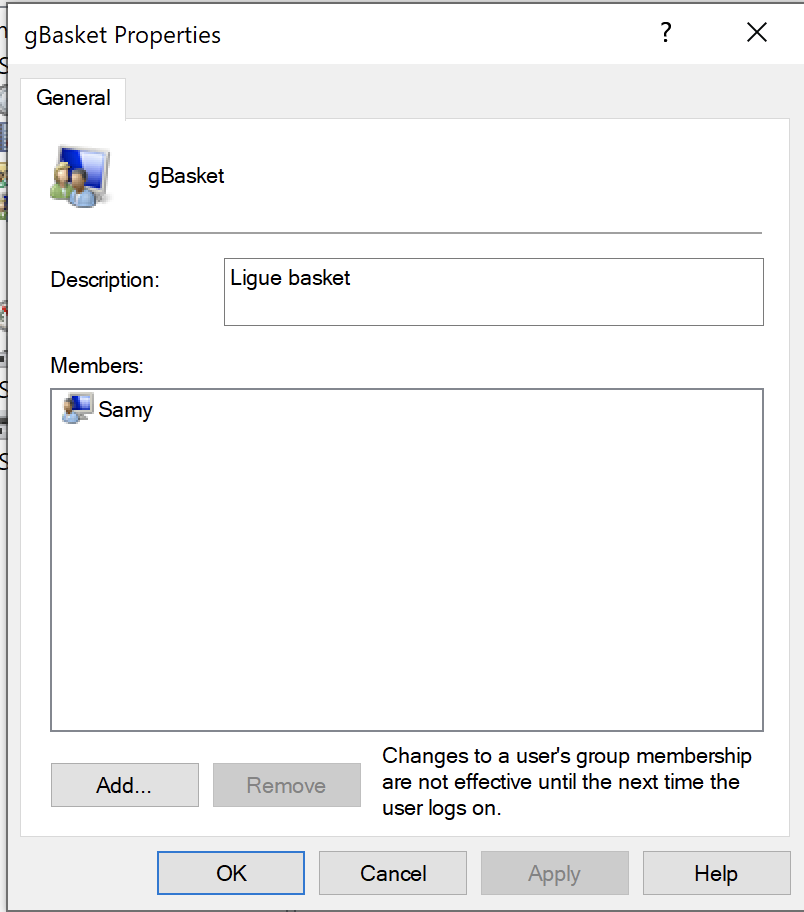 gBasket Properties
?
General
gBasket
Description:
Ligue basket
Members:
Samy
Add...
Remove
Changes to a user's group membership
are not effective until the next time the
user logs on.
OK
Cancel
Apply
Help